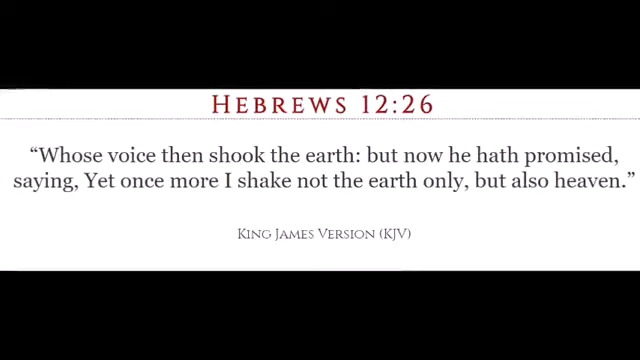 HEBREWS 12:26
“Whose voice then shook the earth: but now he hath promised,
saying, Yet once more I shake not the earth only, but also heaven.”
KING JAMES VERSION (KJV)